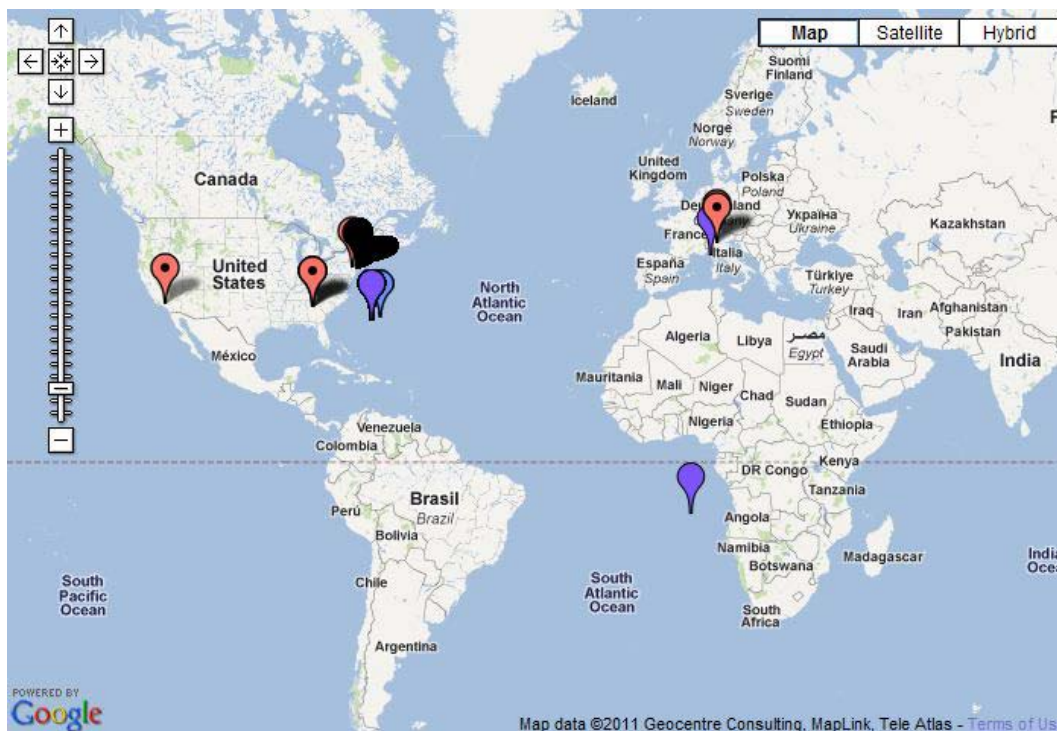 Map Satellite Hybrid
Suomi
Finland
Iceland
Sverige
Sweden
Norge
Norway
United
Kingdom
Polska
Poland
Canada
Україна
Ukraine
Kazakhstan
France
Italia
Italy
España
Spain
United
States
North
Atlantic
Ocean
Türkiye
Turkey
Iraq
Iran
Afghanistan
Pakistan
México
Algeria
Libya
مصر
Egypt
Saudi
Arabia
India
Mauritania
Mali
Niger
Chad
Sudan
Nigeria
Ethiopia
Venezuela
Colombia
DR Congo
Kenya
Tanzania
Brasil
Brazil
Perú
Angola
Bolivia
Namibia
Botswana
Madagascar
South
Pacific
Ocean
Chile
South
Atlantic
Ocean
South
Africa
Argentina
POWERED BY
Google
Map data ©2011 Geocentre Consulting, MapLink, Tele Atlas - Terms of Us